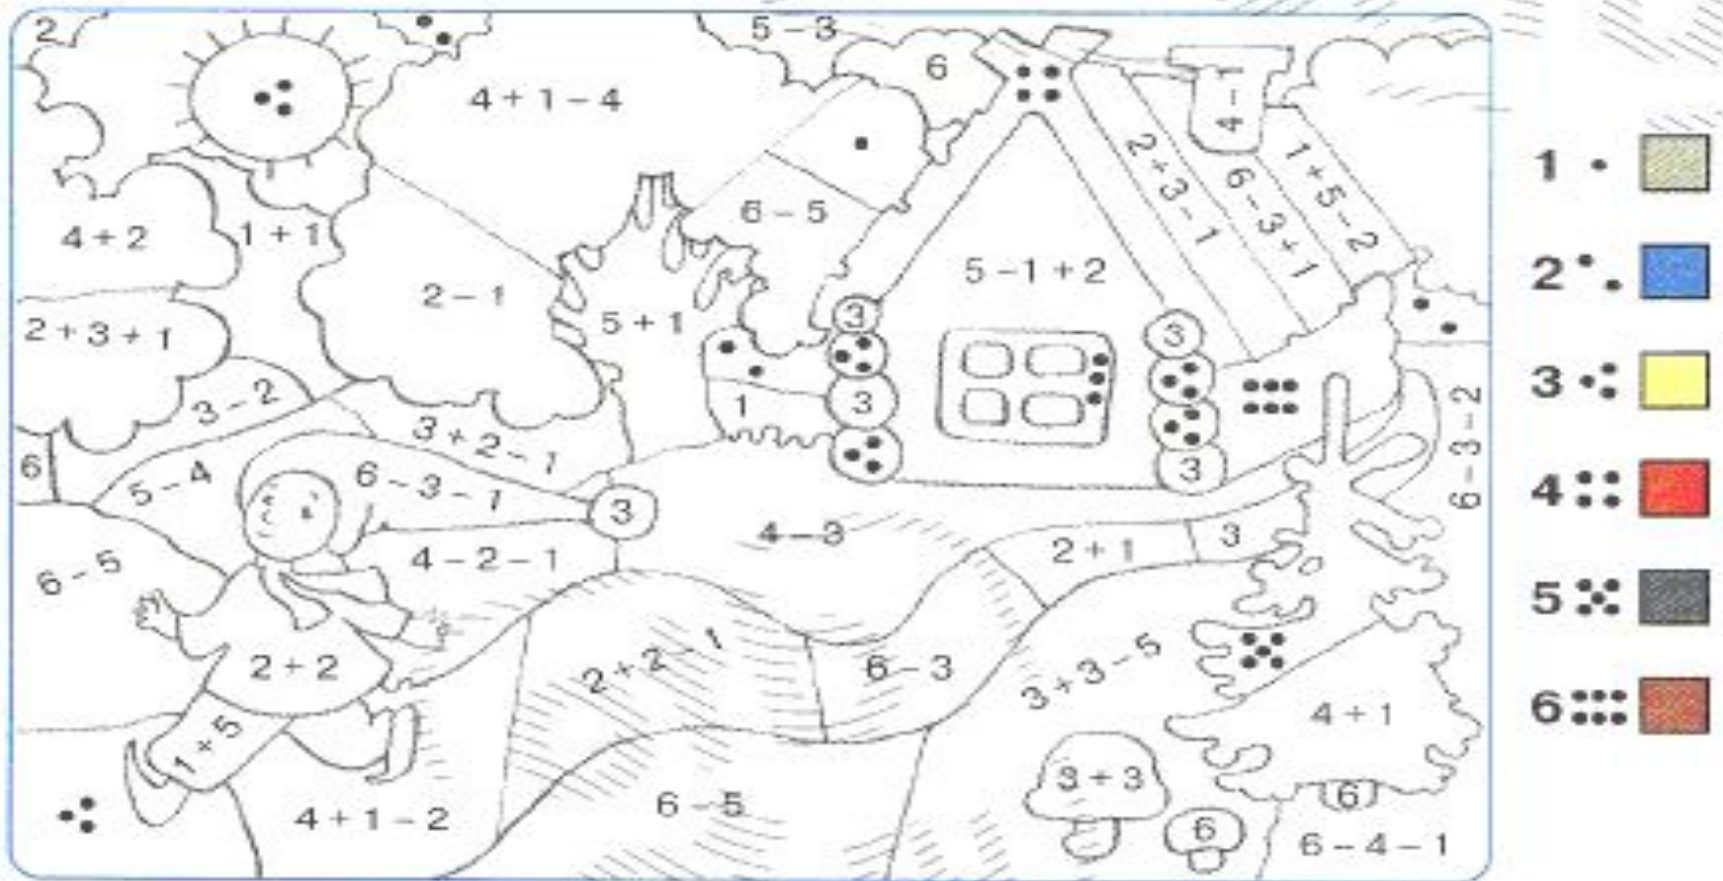 2
5 – 3
6
4 + 1 – 4
4 – 1
2 + 3 – 1
6 – 3 + 1
1 + 5 – 2
1
6 – 5
4 + 2
1 + 1
2
5 – 1 + 2
2 – 1
2 + 3 + 1
5 + 1
3
3
3
3 – 2
1
3
6 – 3 – 2
3 + 2 – 1
6
5 – 4
6 – 3 – 1
3
3
4
4 – 3
2 + 1
3
6 – 5
4 – 2 – 1
5
2 + 2
2 + 2 – 1
6 – 3
3 + 3 – 5
4 + 1
6
1 + 5
3 + 3
6
4 + 1 – 2
6 – 5
6
6 – 4 – 1